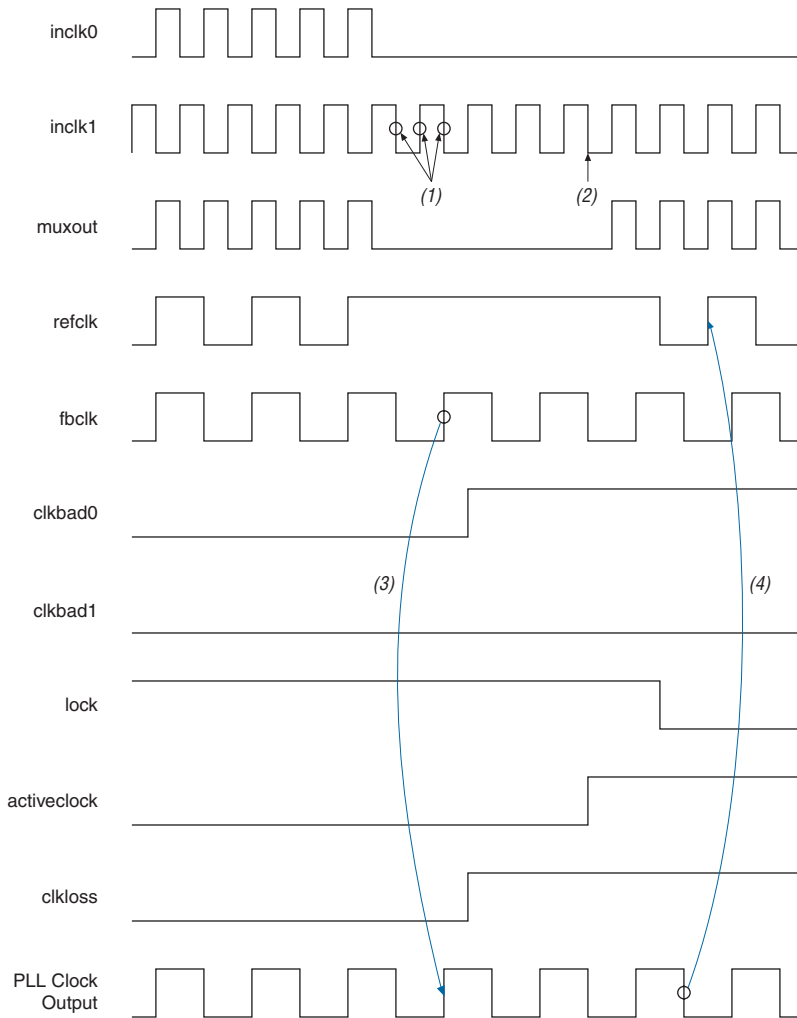 inclk0
inclk1
(1)
(2)
muxout
refclk
fbclk
clkbad0
(3)
(4)
clkbad1
lock
activeclock
clkloss
PLL Clock
Output